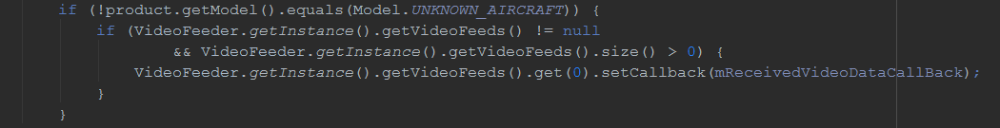 if (!product.getModel().equals(Model.UNKNOWN_AIRCRAFT)) {
if (VideoFeeder.getInstance().getVideoFeeds() != null
&& VideoFeeder.getInstance().getVideoFeeds().size() > 0) {
VideoFeeder.getInstance().getVideoFeeds().get(0).setCallback(mReceivedVideoDataCallBack);
}
}